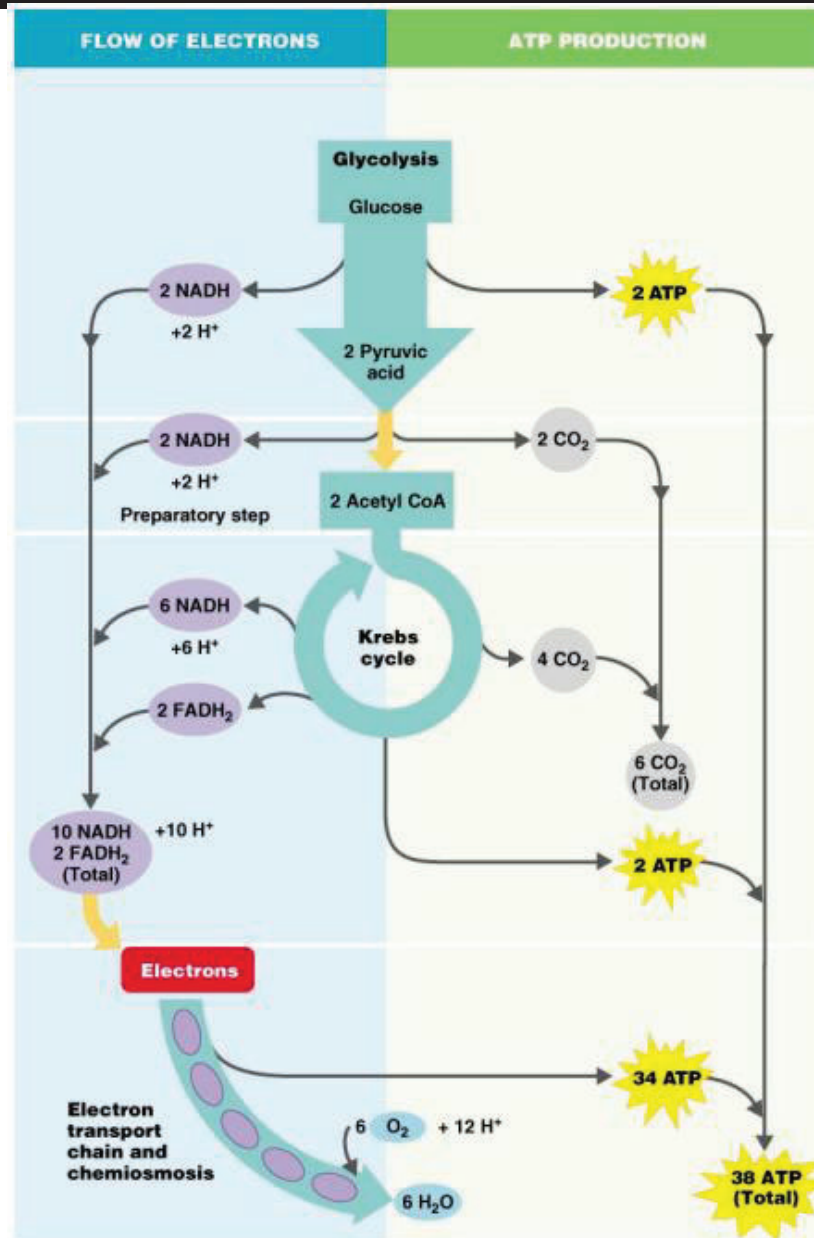 FLOW OF ELECTRONS
ATP PRODUCTION
Glycolysis
Glucose
2 NADH
+2 H⁺
2 ATP
2 Pyruvic
acid
2 NADH
+2 H⁺
2 CO₂
Preparatory step
2 Acetyl CoA
6 NADH
+6 H⁺
Krebs
cycle
4 CO₂
2 FADH₂
6 CO₂
(Total)
10 NADH
2 FADH₂
(Total)
+10 H⁺
2 ATP
Electrons
34 ATP
Electron
transport
chain and
chemiosmosis
6 O₂ + 12 H⁺
6 H₂O
38 ATP
(Total)